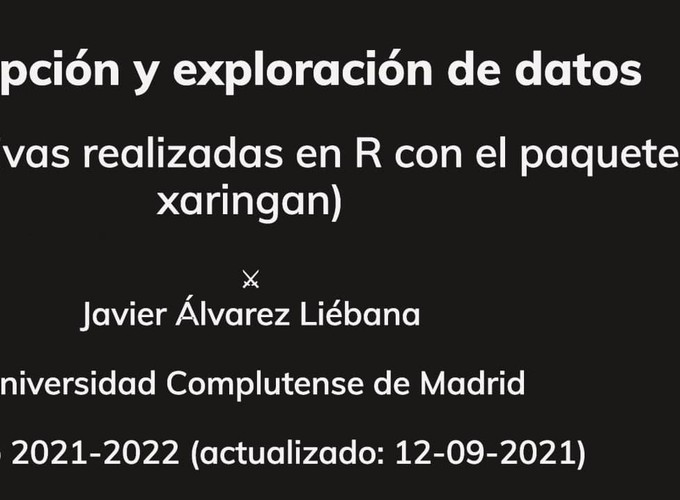 pción y exploración de datos
vas realizadas en R con el paquete
xaringan)
⚔
Javier Álvarez Liébana
niversidad Complutense de Madrid
2021-2022 (actualizado: 12-09-2021)